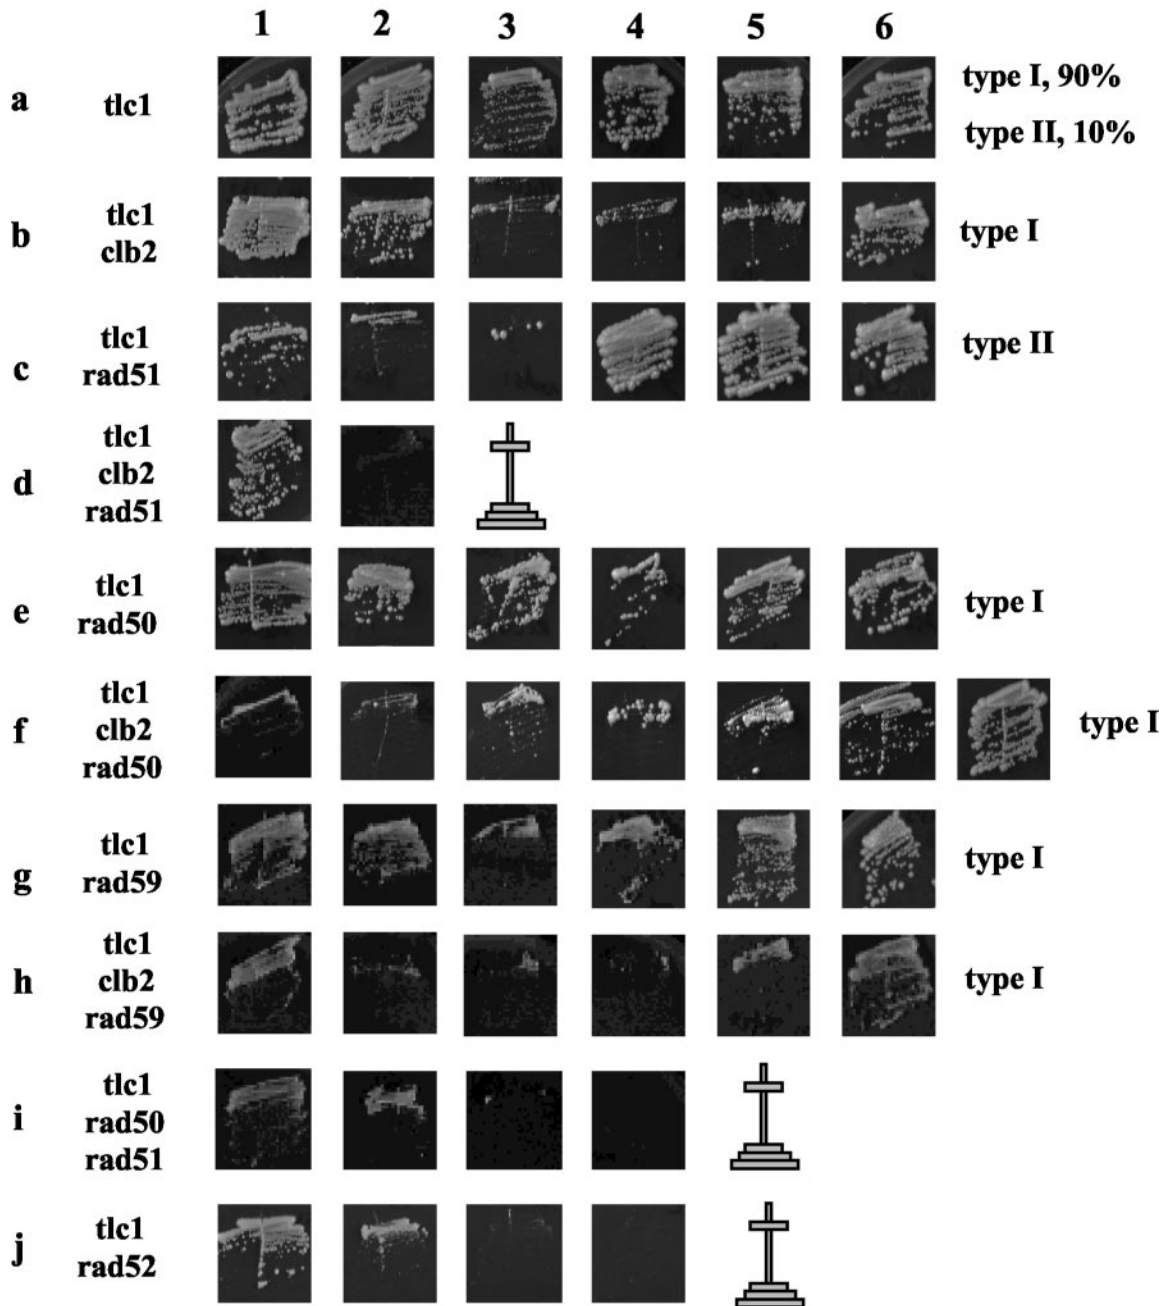 1 2 3 4 5 6
a tlc1 type I, 90%
type II, 10%
b tlc1
clb2 type I
c tlc1
rad51 type II
d tlc1
clb2
rad51
e tlc1
rad50 type I
f tlc1
clb2
rad50 type I
g tlc1
rad59 type I
h tlc1
clb2
rad59 type I
i tlc1
rad50
rad51
j tlc1
rad52